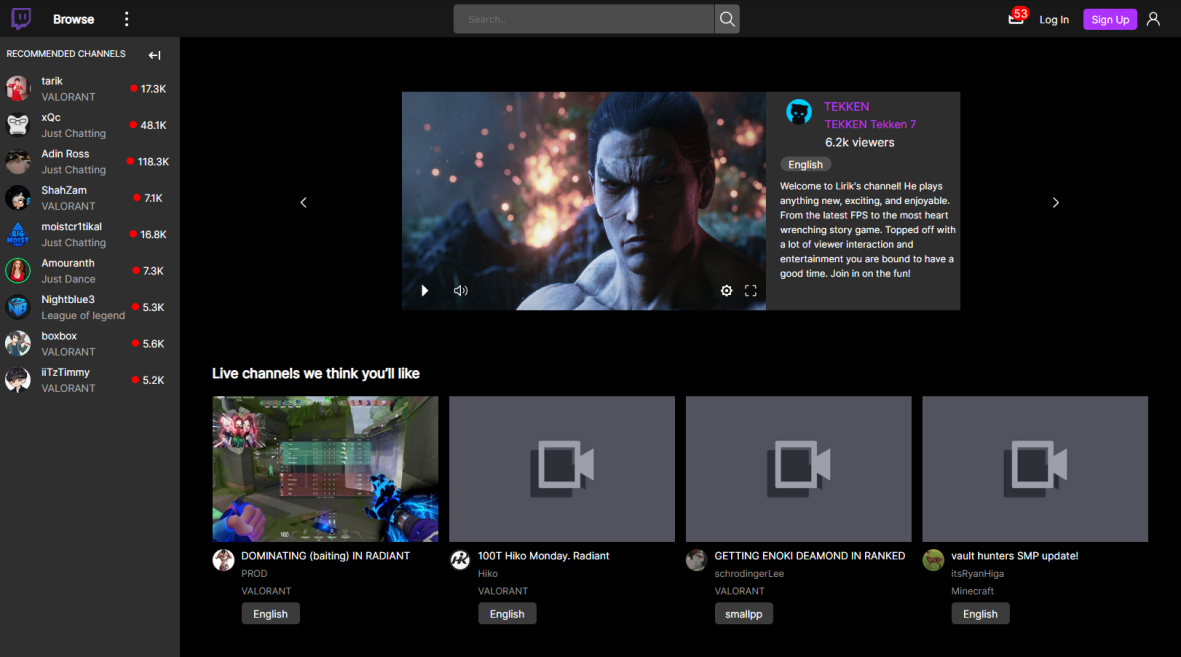 Browse
Search..
53
Log In
Sign Up
RECOMMENDED CHANNELS
tarik
VALORANT
17.3K
xQc
Just Chatting
48.1K
Adin Ross
Just Chatting
118.3K
ShahZam
VALORANT
7.1K
moistcr1tikal
Just Chatting
16.8K
BIG
MOIST
Amouranth
Just Dance
7.3K
Nightblue3
League of legend
5.3K
boxbox
VALORANT
5.6K
iiTzTimmy
VALORANT
5.2K
TEKKEN
TEKKEN Tekken 7
6.2k viewers
English
Welcome to Lirik's channel! He plays
anything new, exciting, and enjoyable.
From the latest FPS to the most heart
wrenching story game. Topped off with
a lot of viewer interaction and
entertainment you are bound to have a
good time. Join in on the fun!
Live channels we think you'll like
100
DOMINATING (baiting) IN RADIANT
PROD
VALORANT
English
100T Hiko Monday. Radiant
Hiko
VALORANT
English
GETTING ENOKI DEAMOND IN RANKED
schrodingerLee
VALORANT
smallpp
vault hunters SMP update!
itsRyanHiga
Minecraft
English